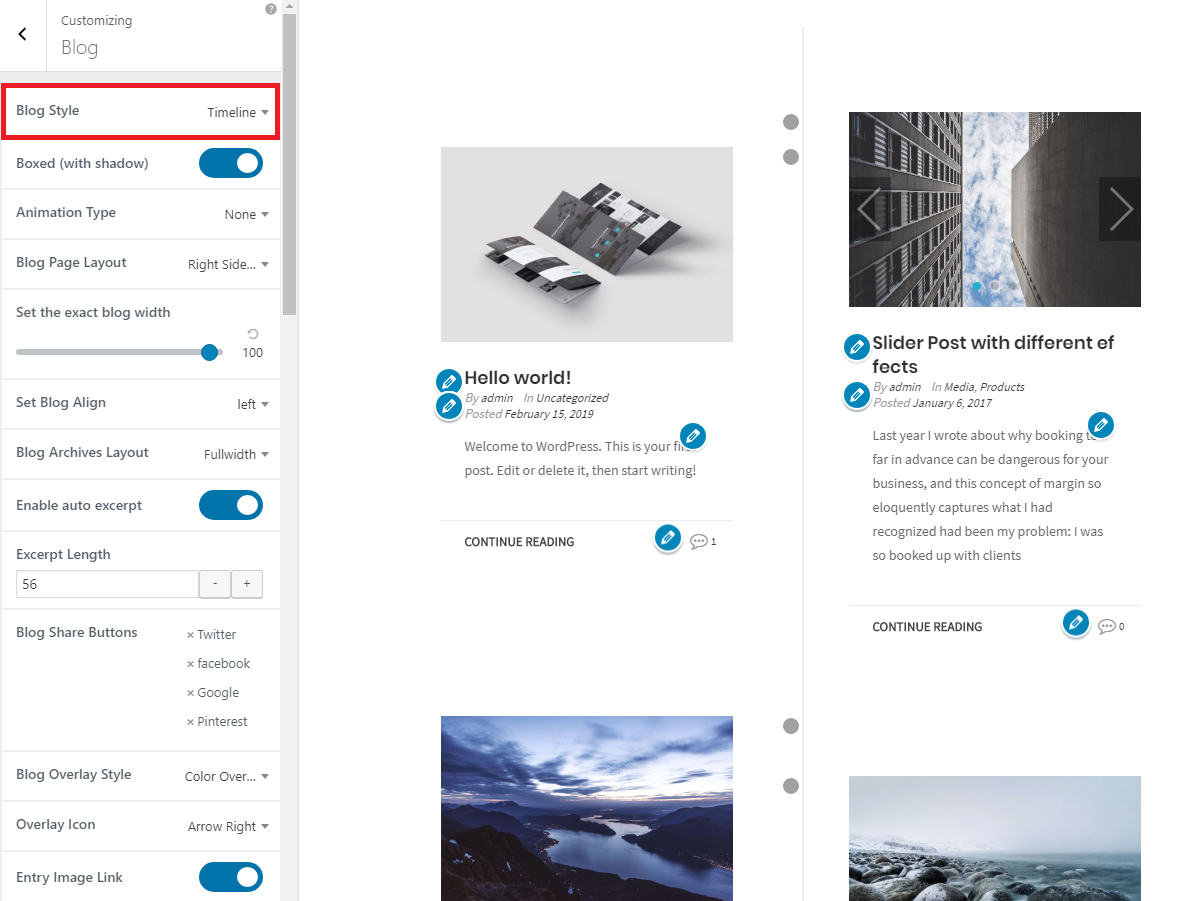 Customizing
Blog
Blog Style
Timeline
Boxed (with shadow)
Animation Type
None
Blog Page Layout
Right Side...
Set the exact blog width
100
Set Blog Align
left
Blog Archives Layout
Fullwidth
Enable auto excerpt
Excerpt Length
56
-
+
Blog Share Buttons
× Twitter
× facebook
× Google
× Pinterest
Blog Overlay Style
Color Over...
Overlay Icon
Arrow Right
Entry Image Link
Hello world!
By admin In Uncategorized
Posted February 15, 2019
Welcome to WordPress. This is your
post. Edit or delete it, then start writing!
CONTINUE READING
1
Slider Post with different ef
fects
By admin In Media, Products
Posted January 6, 2017
Last year I wrote about why booking
far in advance can be dangerous for your
business, and this concept of margin so
eloquently captures what I had
recognized had been my problem: I was
so booked up with clients
CONTINUE READING
0